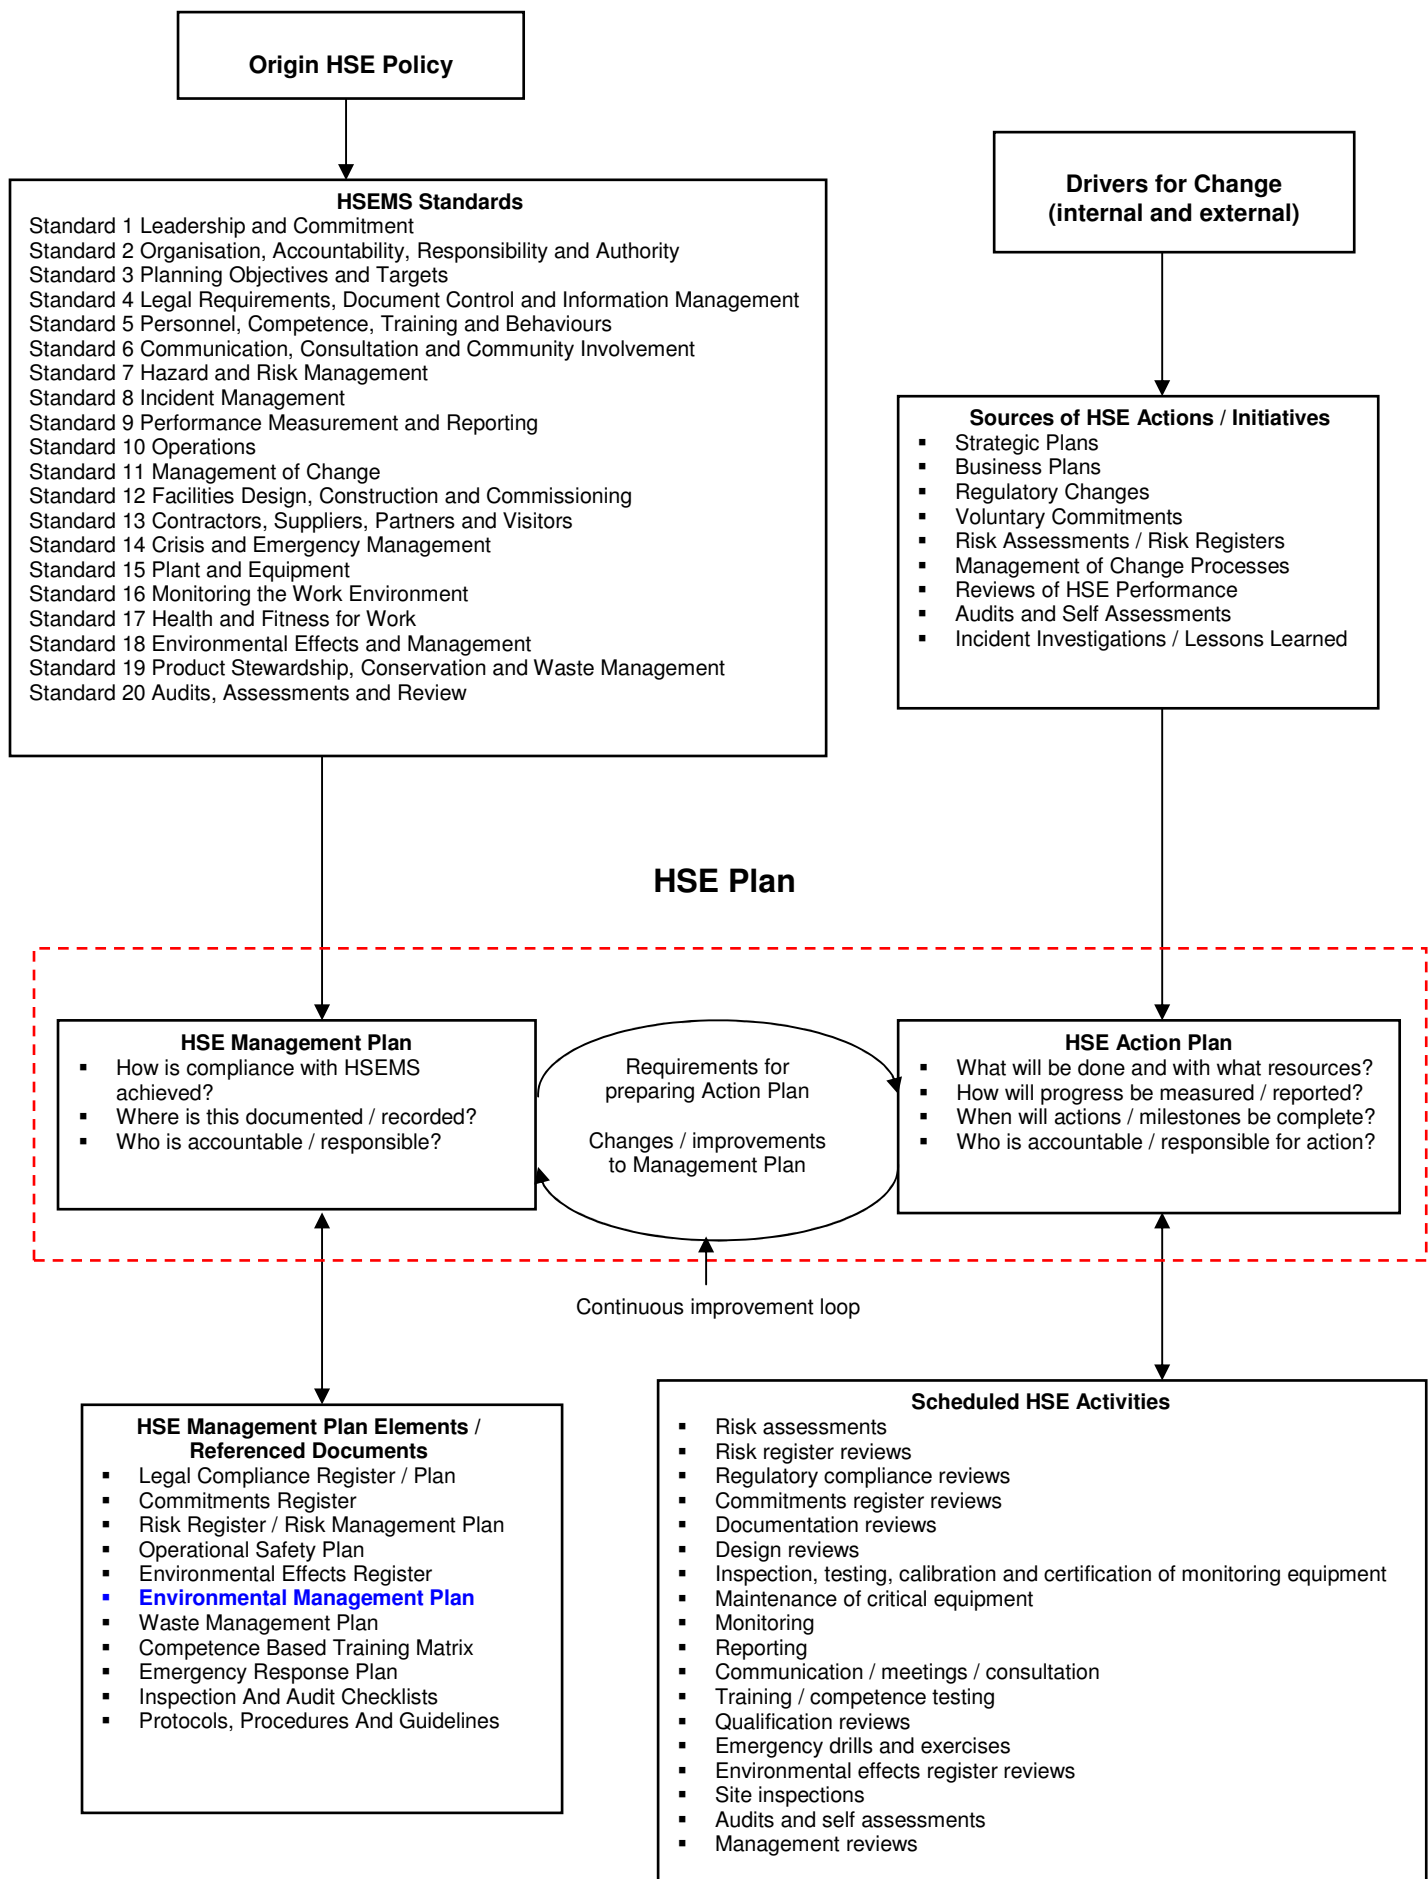 Origin HSE Policy
HSEMS Standards
Standard 1 Leadership and Commitment
Standard 2 Organisation, Accountability, Responsibility and Authority
Standard 3 Planning Objectives and Targets
Standard 4 Legal Requirements, Document Control and Information Management
Standard 5 Personnel, Competence, Training and Behaviours
Standard 6 Communication, Consultation and Community Involvement
Standard 7 Hazard and Risk Management
Standard 8 Incident Management
Standard 9 Performance Measurement and Reporting
Standard 10 Operations
Standard 11 Management of Change
Standard 12 Facilities Design, Construction and Commissioning
Standard 13 Contractors, Suppliers, Partners and Visitors
Standard 14 Crisis and Emergency Management
Standard 15 Plant and Equipment
Standard 16 Monitoring the Work Environment
Standard 17 Health and Fitness for Work
Standard 18 Environmental Effects and Management
Standard 19 Product Stewardship, Conservation and Waste Management
Standard 20 Audits, Assessments and Review
Drivers for Change
(internal and external)
Sources of HSE Actions / Initiatives
▪ Strategic Plans
▪ Business Plans
▪ Regulatory Changes
▪ Voluntary Commitments
▪ Risk Assessments / Risk Registers
▪ Management of Change Processes
▪ Reviews of HSE Performance
▪ Audits and Self Assessments
▪ Incident Investigations / Lessons Learned
HSE Plan
HSE Management Plan
▪ How is compliance with HSEMS
achieved?
▪ Where is this documented / recorded?
▪ Who is accountable / responsible?
Requirements for
preparing Action Plan
Changes / improvements
to Management Plan
HSE Action Plan
▪ What will be done and with what resources?
▪ How will progress be measured / reported?
▪ When will actions / milestones be complete?
▪ Who is accountable / responsible for action?
Continuous improvement loop
HSE Management Plan Elements /
Referenced Documents
▪ Legal Compliance Register / Plan
▪ Commitments Register
▪ Risk Register / Risk Management Plan
▪ Operational Safety Plan
▪ Environmental Effects Register
▪ Environmental Management Plan
▪ Waste Management Plan
▪ Competence Based Training Matrix
▪ Emergency Response Plan
▪ Inspection And Audit Checklists
▪ Protocols, Procedures And Guidelines
Scheduled HSE Activities
▪ Risk assessments
▪ Risk register reviews
▪ Regulatory compliance reviews
▪ Commitments register reviews
▪ Documentation reviews
▪ Design reviews
▪ Inspection, testing, calibration and certification of monitoring equipment
▪ Maintenance of critical equipment
▪ Monitoring
▪ Reporting
▪ Communication / meetings / consultation
▪ Training / competence testing
▪ Qualification reviews
▪ Emergency drills and exercises
▪ Environmental effects register reviews
▪ Site inspections
▪ Audits and self assessments
▪ Management reviews